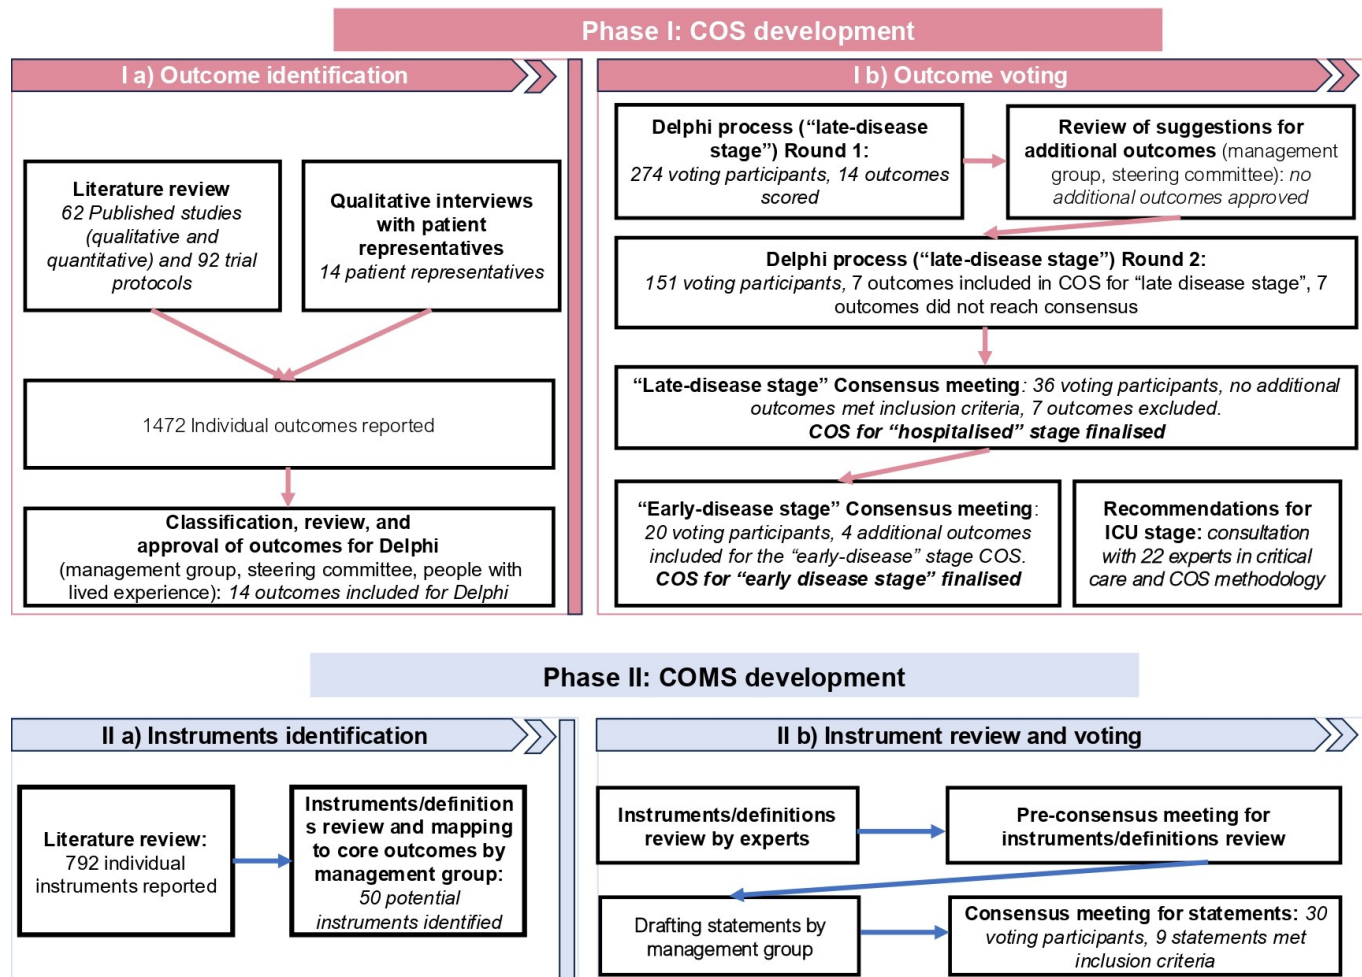 Phase I: COS development
I a) Outcome identification
Literature review
62 Published studies
(qualitative and
quantitative) and 92 trial
protocols
Qualitative interviews
with patient
representatives
14 patient representatives
1472 Individual outcomes reported
Classification, review, and
approval of outcomes for Delphi
(management group, steering committee, people with
lived experience): 14 outcomes included for Delphi
I b) Outcome voting
Delphi process (“late-disease
stage”) Round 1:
274 voting participants, 14 outcomes
scored
Review of suggestions for
additional outcomes (management
group, steering committee): no
additional outcomes approved
Delphi process (“late-disease stage”) Round 2:
151 voting participants, 7 outcomes included in COS for “late disease stage”, 7
outcomes did not reach consensus
“Late-disease stage” Consensus meeting: 36 voting participants, no additional
outcomes met inclusion criteria, 7 outcomes excluded.
COS for “hospitalised” stage finalised
“Early-disease stage” Consensus meeting:
20 voting participants, 4 additional outcomes
included for the “early-disease” stage COS.
COS for “early disease stage” finalised
Recommendations for
ICU stage: consultation
with 22 experts in critical
care and COS methodology
Phase II: COMS development
II a) Instruments identification
Literature review:
792 individual
instruments reported
Instruments/definition
s review and mapping
to core outcomes by
management group:
50 potential
instruments identified
II b) Instrument review and voting
Instruments/definitions
review by experts
Pre-consensus meeting for
instruments/definitions review
Drafting statements by
management group
Consensus meeting for statements: 30
voting participants, 9 statements met
inclusion criteria